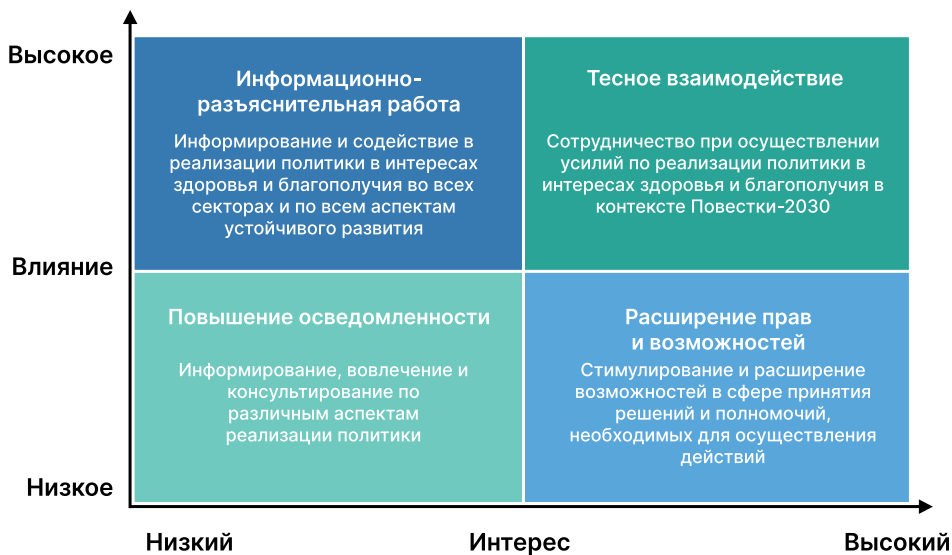 Высокое
Информационно-
разъяснительная работа
Информирование и содействие в
реализации политики в интересах
здоровья и благополучия во всех
секторах и по всем аспектам
устойчивого развития
Тесное взаимодействие
Сотрудничество при осуществлении
усилий по реализации политики в
интересах здоровья и благополучия в
контексте Повестки-2030
Влияние
Повышение осведомленности
Информирование, вовлечение и
консультирование по
различным аспектам
реализации политики
Расширение прав
и возможностей
Стимулирование и расширение
возможностей в сфере принятия
решений и полномочий,
необходимых для осуществления
действий
Низкое
Низкий
Интерес
Высокий